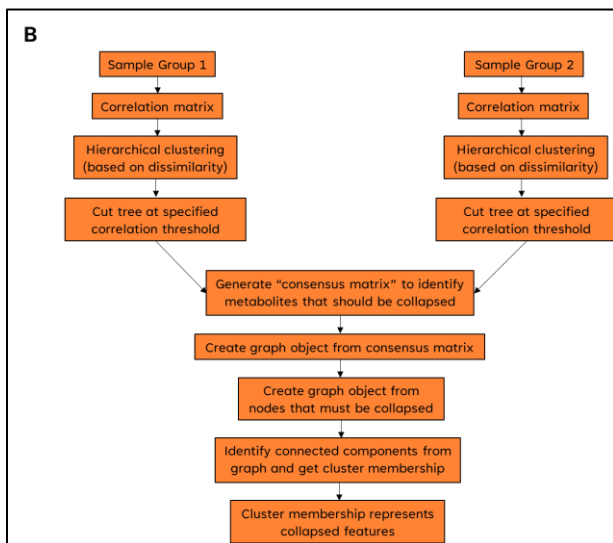 B
Sample Group 1
Correlation matrix
Hierarchical clustering
(based on dissimilarity)
Cut tree at specified
correlation threshold
Sample Group 2
Correlation matrix
Hierarchical clustering
(based on dissimilarity)
Cut tree at specified
correlation threshold
Generate “consensus matrix” to identify
metabolites that should be collapsed
Create graph object from consensus matrix
Create graph object from
nodes that must be collapsed
Identify connected components from
graph and get cluster membership
Cluster membership represents
collapsed features